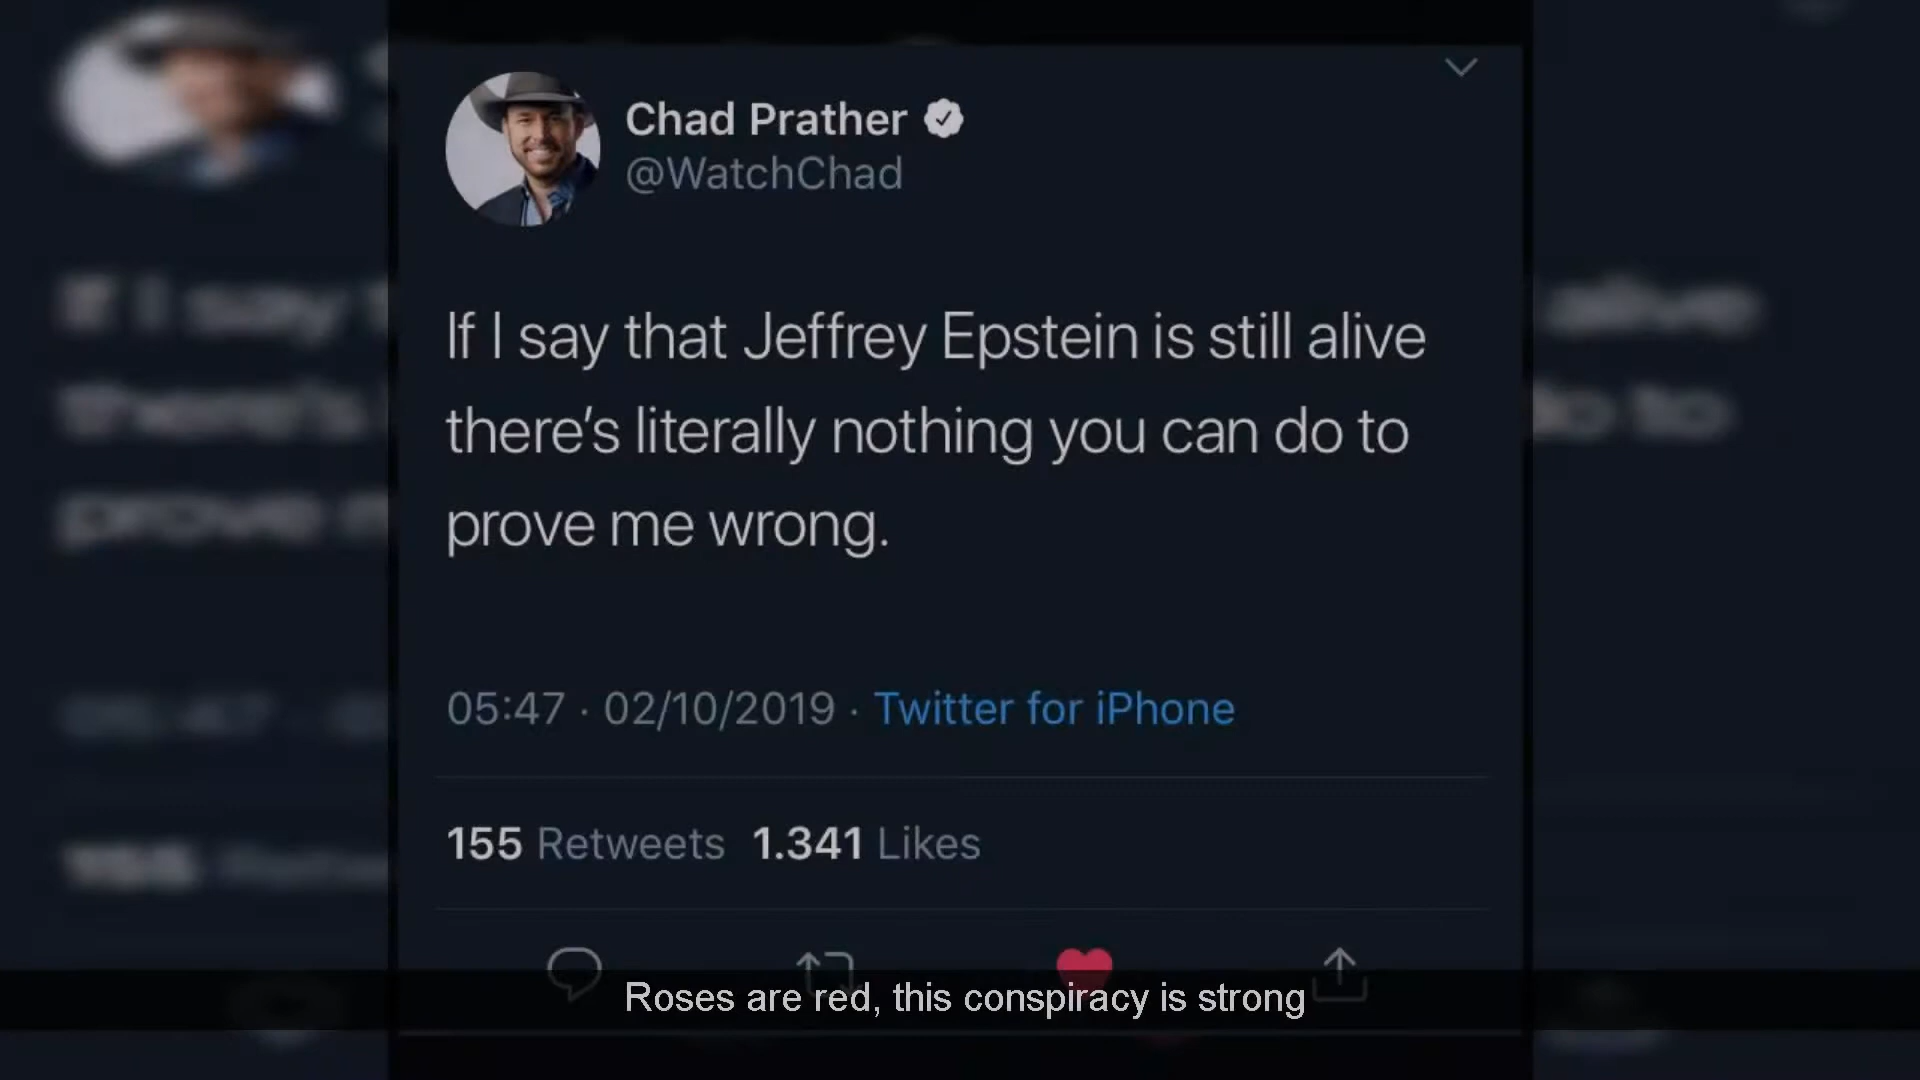 Chad Prather
@WatchChad
If I say that Jeffrey Epstein is still alive
there's literally nothing you can do to
prove me wrong.
05:47 · 02/10/2019 · Twitter for iPhone
155 Retweets 1.341 Likes
Roses are red, this conspiracy is strong